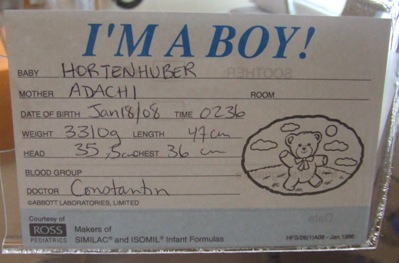 I'M A BOY!
BABY HORTENHUBER
MOTHER ADACHI ROOM
DATE OF BIRTH Jan 18/08 TIME 0236
WEIGHT 3310g LENGTH 47cm
HEAD 35,5cm CHEST 36 cm
BLOOD GROUP
DOCTOR Constantin
©ABBOTT LABORATORIES, LIMITED
Courtesy of
ROSS
PEDIATRICS
Makers of
SIMILAC® and ISOMIL® Infant Formulas